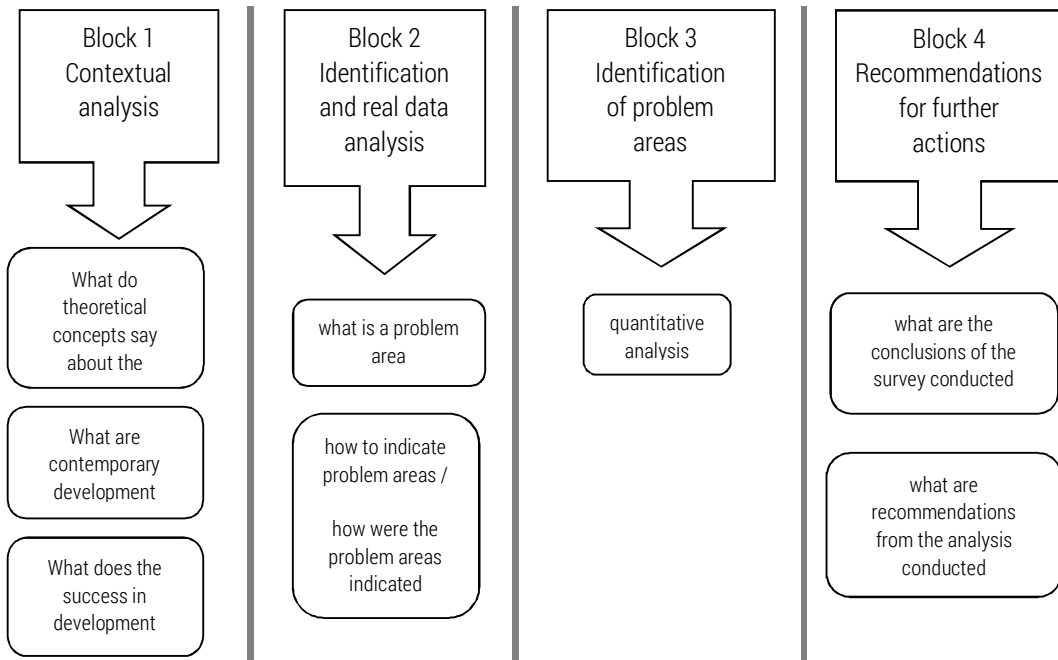 Block 1
Contextual
analysis
What do
theoretical
concepts say
about the
What are
contemporary
development
What does the
success in
development
Block 2
Identification
and real data
analysis
what is a problem
area
how to indicate
problem areas /
how were the
problem areas
indicated
Block 3
Identification
of problem
areas
quantitative
analysis
Block 4
Recommendations
for further
actions
what are the
conclusions of the
survey conducted
what are
recommendations
from the analysis
conducted